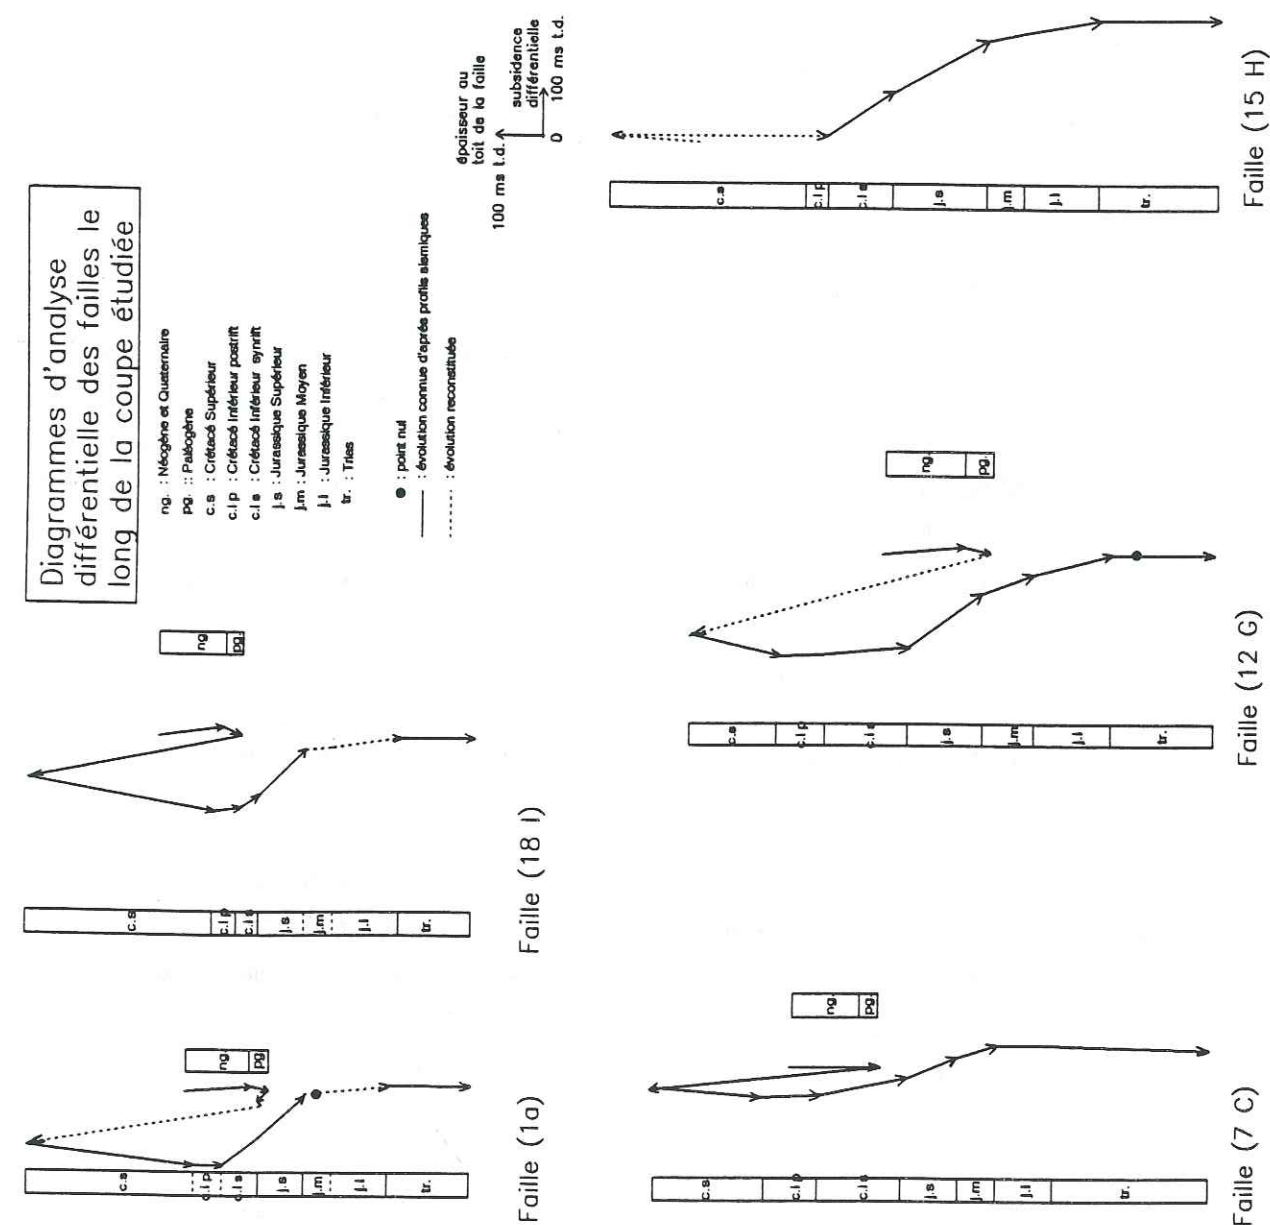 Diagrammes d'analyse
différentielle des failles le
long de la coupe étudiée
ng. : Néogène et Quaternaire
pg. :: Paléogène
c.s : Crétacé Supérieur
c.i p : Crétacé Inférieur postrift
c.i s : Crétacé Inférieur synrift
j.s : Jurassique Supérieur
j.m : Jurassique Moyen
j.i : Jurassique Inférieur
tr. : Trias
: point nul
: évolution connue d'après profils sismiques
: évolution reconstituée
épaisseur au
toit de la faille
100 ms t.d.
subsidence
différentielle
0 100 ms t.d.
ng
pg.
c.s
c.i p
c.i s
j.s
j.m
j.i
tr.
Faille (18 I)
ng.
pg
c.s
c.i p
c.i s
j.s
j.m
j.i
tr.
Faille (1a)
c.s
c.i p
c.i s
j.s
j.m
j.i
tr.
Faille (15 H)
ng.
pg.
c.s
c.i p
c.i s
j.s
j.m
j.i
tr.
Faille (12 G)
ng.
pg.
c.s
c.i p
c.i s
j.s
j.m
j.i
tr.
Faille (7 C)